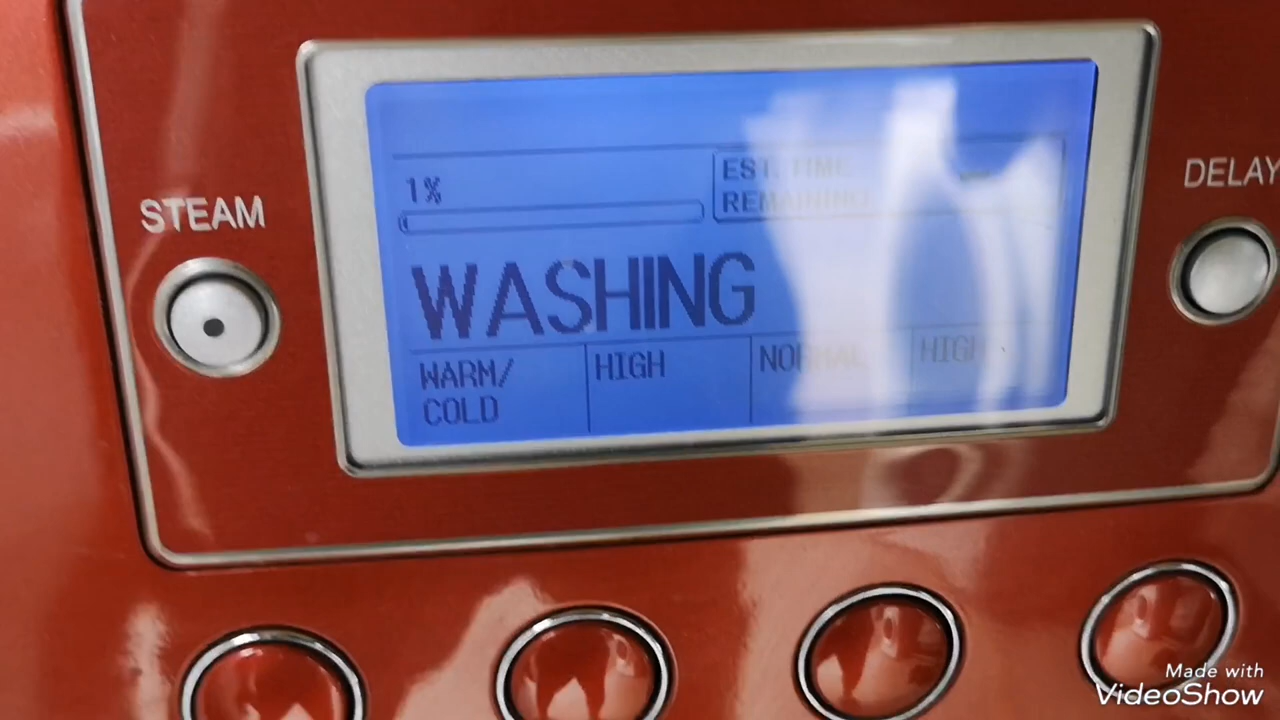 STEAM
DELAY
1%
EST. TIME
REMAINING
WASHING
WARM/
COLD
HIGH
NORMAL
HIGH
Made with
VideoShow